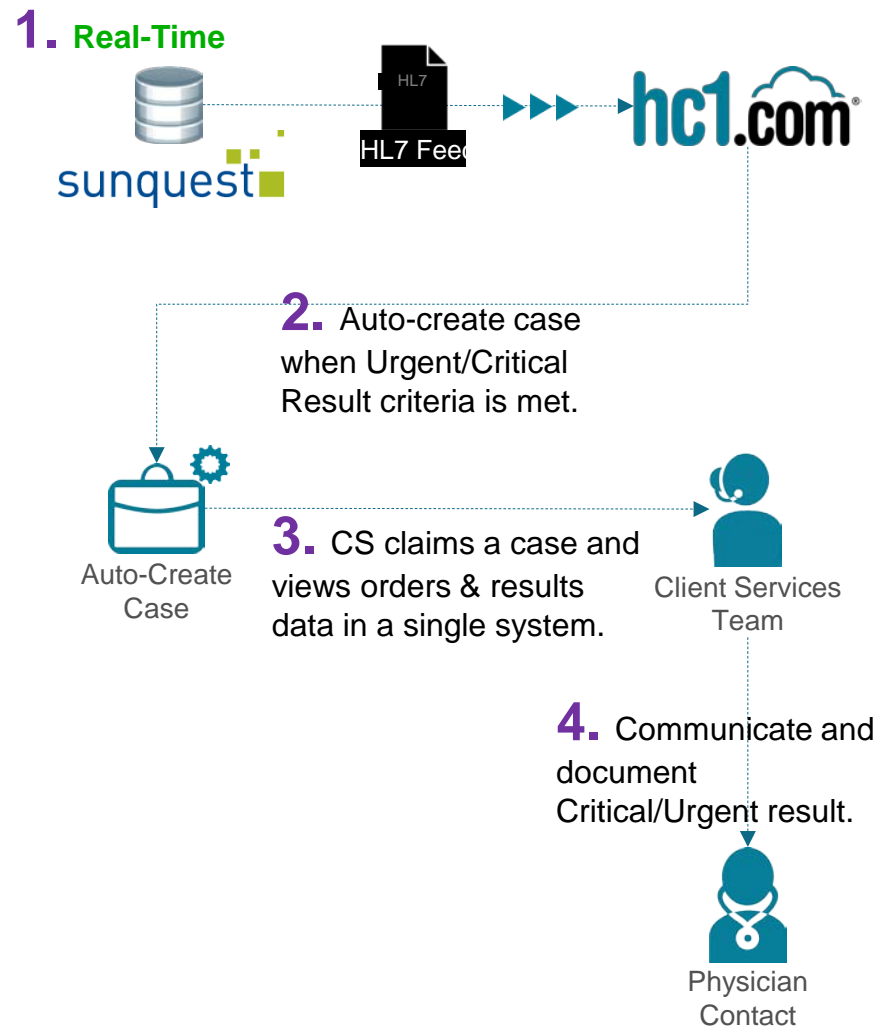 1. Real-Time
HL7
HL7 Feed
sunquest
hc1.com®
2. Auto-create case
when Urgent/Critical
Result criteria is met.
Auto-Create
Case
3. CS claims a case and
views orders & results
data in a single system.
Client Services
Team
4. Communicate and
document
Critical/Urgent result.
Physician
Contact